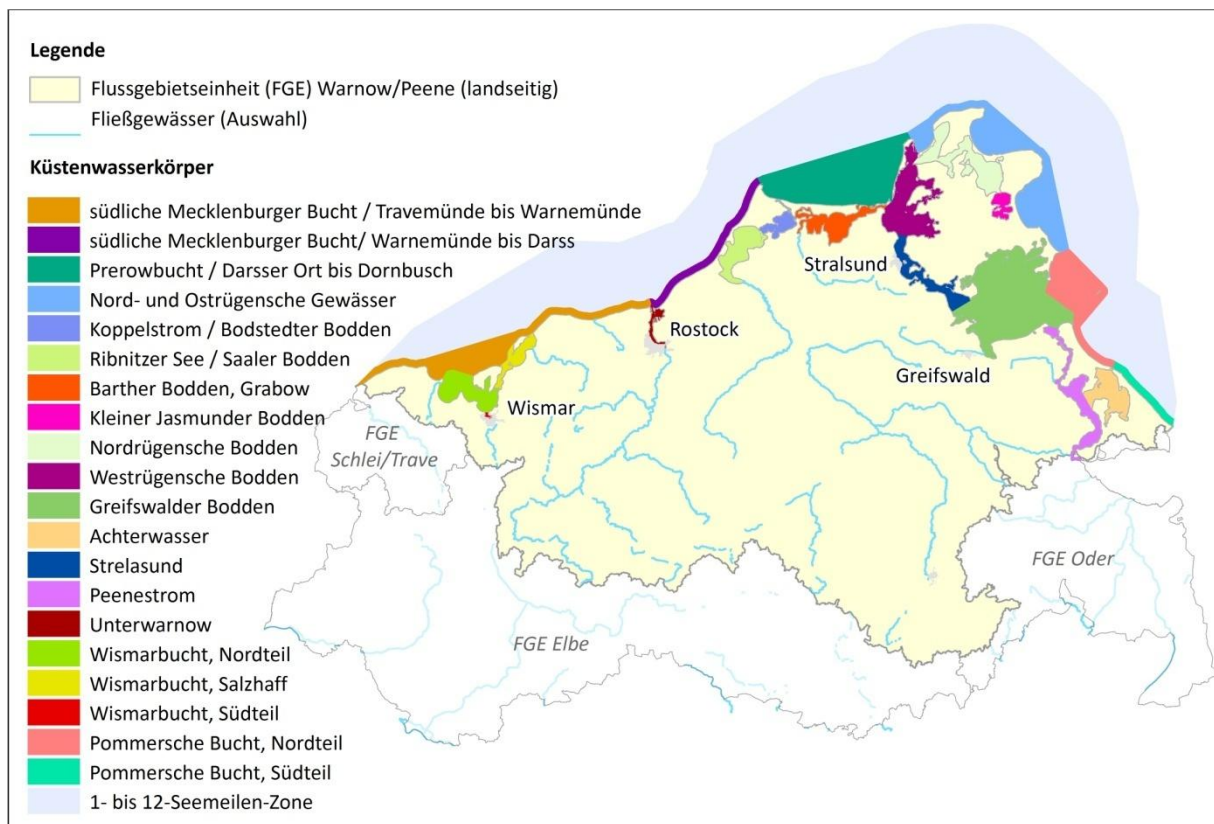 Legende
Flussgebietseinheit (FGE) Warnow/Peene (landseitig)
Fließgewässer (Auswahl)
Küstenwasserkörper
südliche Mecklenburger Bucht / Travemünde bis Warnemünde
südliche Mecklenburger Bucht/ Warnemünde bis Darss
Prerowbucht / Darsser Ort bis Dornbusch
Nord- und Ostrügensche Gewässer
Koppelstrom / Bodstedter Bodden
Ribnitzer See / Saaler Bodden
Barther Bodden, Grabow
Kleiner Jasmunder Bodden
Nordrügensche Bodden
Westrügensche Bodden
Greifswalder Bodden
Achterwasser
Strelasund
Peenestrom
Unterwarnow
Wismarbucht, Nordteil
Wismarbucht, Salzhaff
Wismarbucht, Südteil
Pommersche Bucht, Nordteil
Pommersche Bucht, Südteil
1- bis 12-Seemeilen-Zone
Stralsund
Rostock
Greifswald
Wismar
FGE
Schlei/Trave
FGE Oder
FGE Elbe